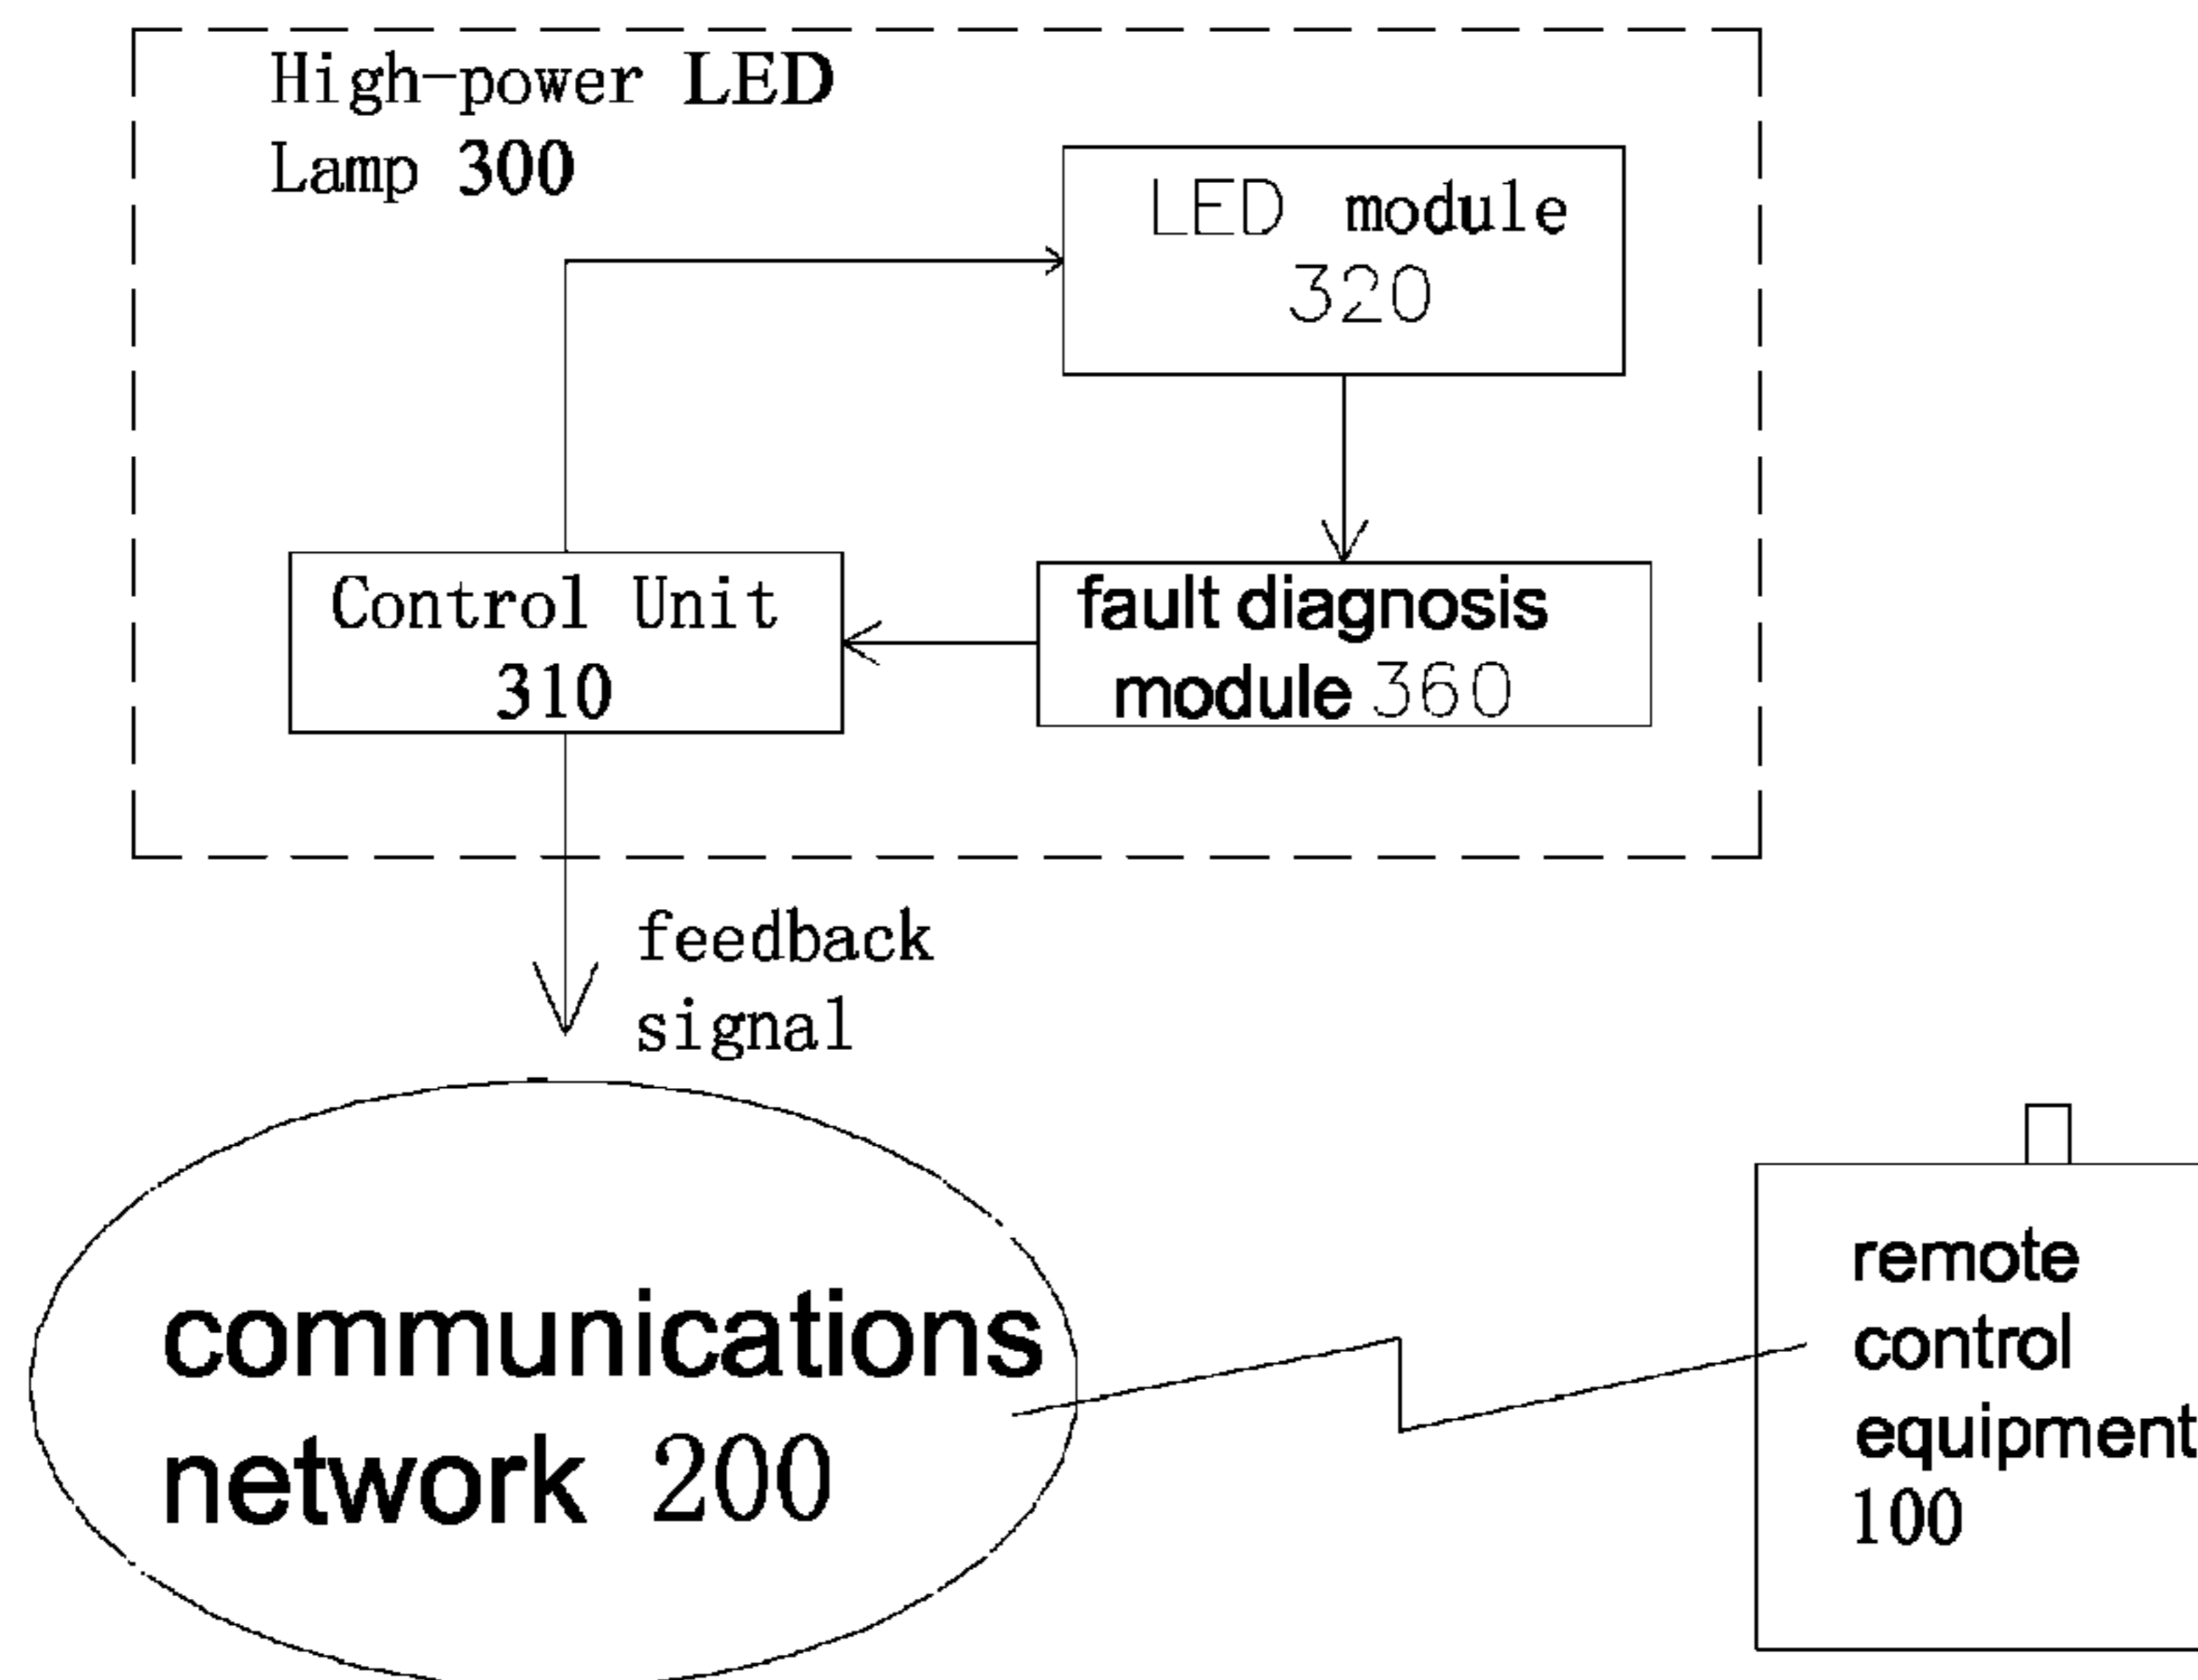 High-power LED
Lamp 300
LED module
320
Control Unit
310
fault diagnosis
module 360
feedback
signal
communications
network 200
remote
control
equipment
100